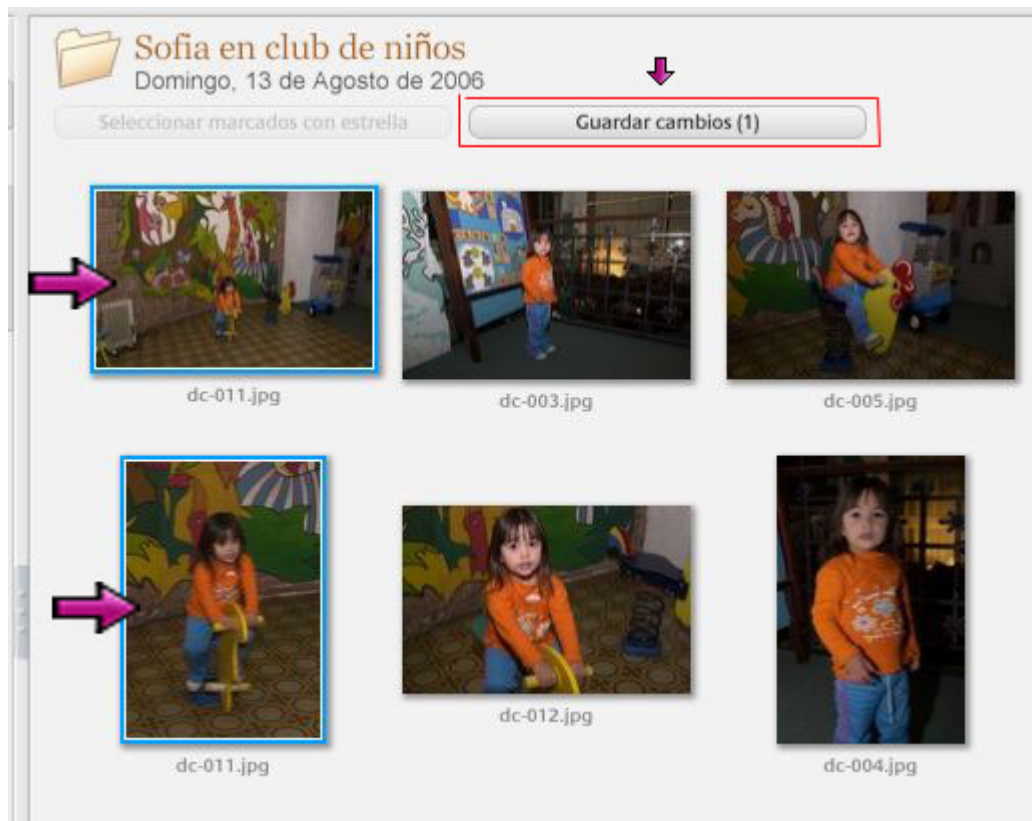 Sofia en club de niños
Domingo, 13 de Agosto de 2006
Seleccionar marcados con estrella
Guardar cambios (1)
dc-011.jpg
dc-003.jpg
dc-005.jpg
dc-011.jpg
dc-012.jpg
dc-004.jpg